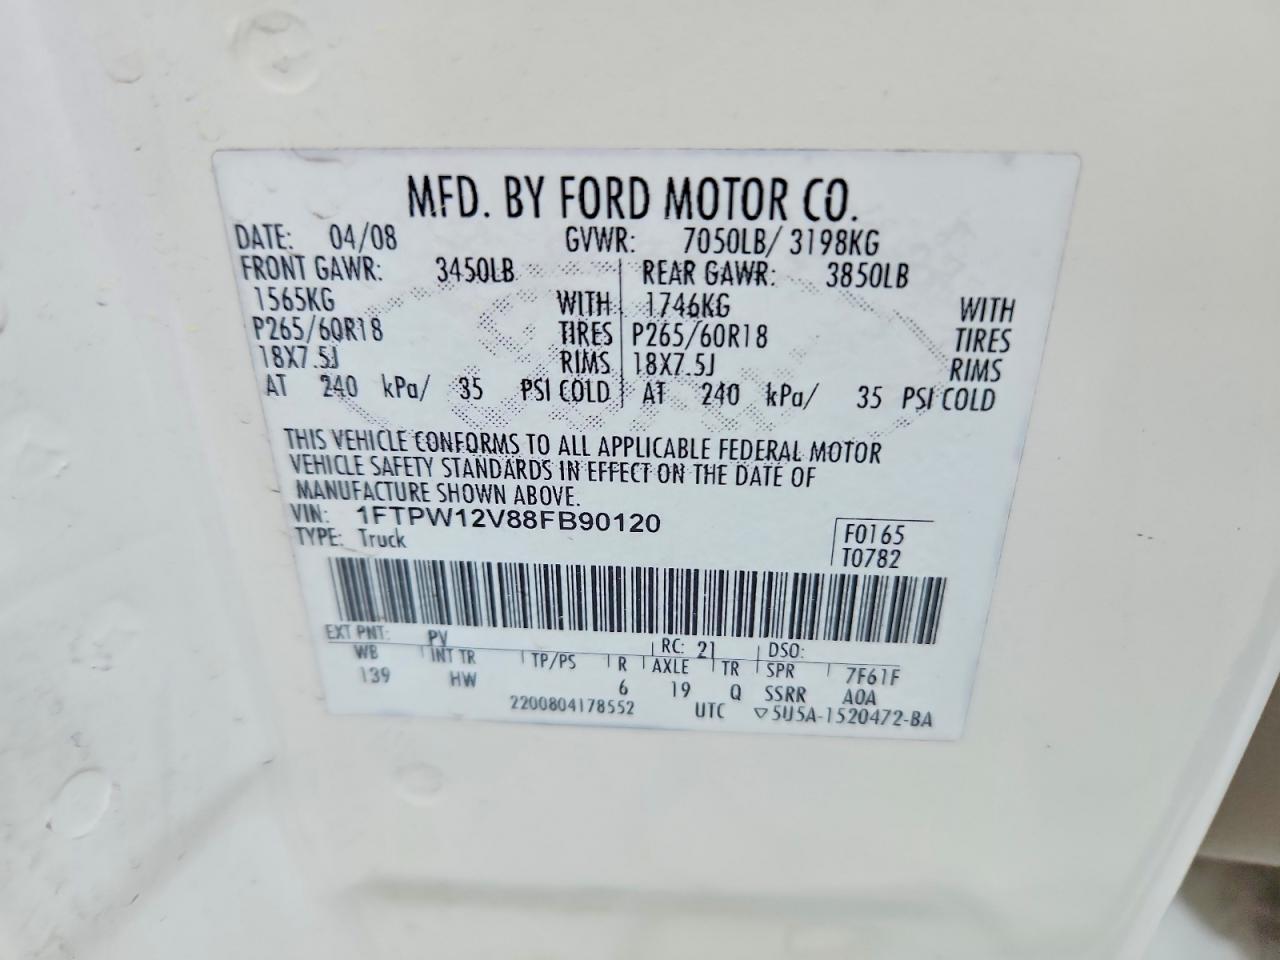 MFD. BY FORD MOTOR CO.
DATE: 04/08 GVWR: 7050LB/ 3198KG
FRONT GAWR: 3450LB REAR GAWR: 3850LB
1565KG WITH 1746KG WITH
P265/60R18 TIRES P265/60R18 TIRES
18X7.5J RIMS 18X7.5J RIMS
AT 240 kPa/ 35 PSI COLD AT 240 kPa/ 35 PSI COLD
THIS VEHICLE CONFORMS TO ALL APPLICABLE FEDERAL MOTOR
VEHICLE SAFETY STANDARDS IN EFFECT ON THE DATE OF
MANUFACTURE SHOWN ABOVE.
VIN: 1FTPW12V88FB90120 F0165
TYPE: Truck T0782
EXT PNT: PV RC: 21 DSO:
WB INT TR TP/PS R AXLE TR SPR 7F61F
139 HW 6 19 Q SSRR A0A
2200804178552 UTC ▽5U5A-1520472-BA